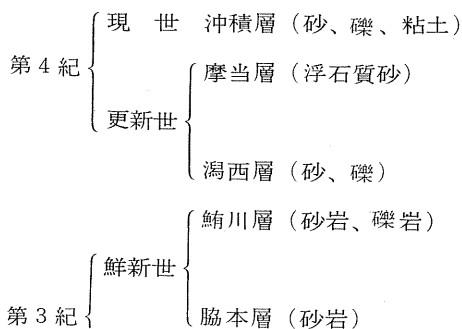 第4紀
現世 沖積層（砂、礫、粘土）
更新世
摩当層（浮石質砂）
潟西層（砂、礫）
第3紀
鮮新世
鮪川層（砂岩、礫岩）
脇本層（砂岩）